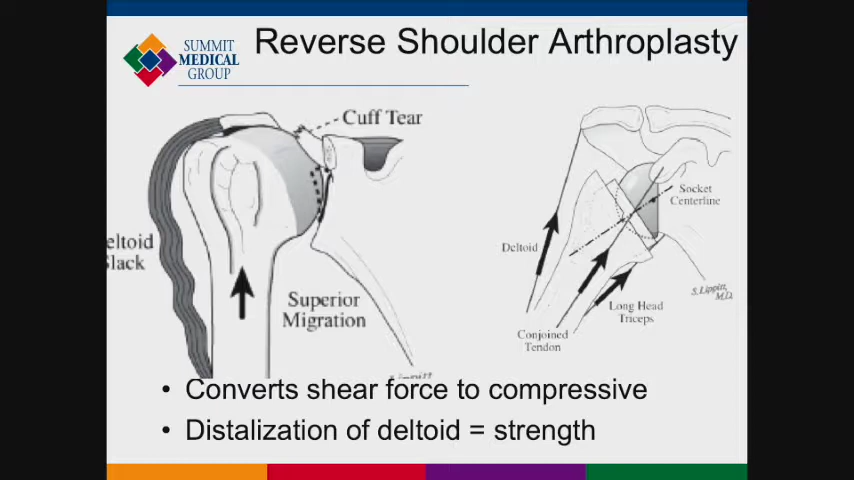 SUMMIT
MEDICAL
GROUP
Reverse Shoulder Arthroplasty
Cuff Tear
eltoid
Slack
Superior
Migration
Socket
Centerline
Deltoid
S. Lippitt,
M.D.
Long Head
Triceps
Conjoined
Tendon
• Converts shear force to compressive
• Distalization of deltoid = strength